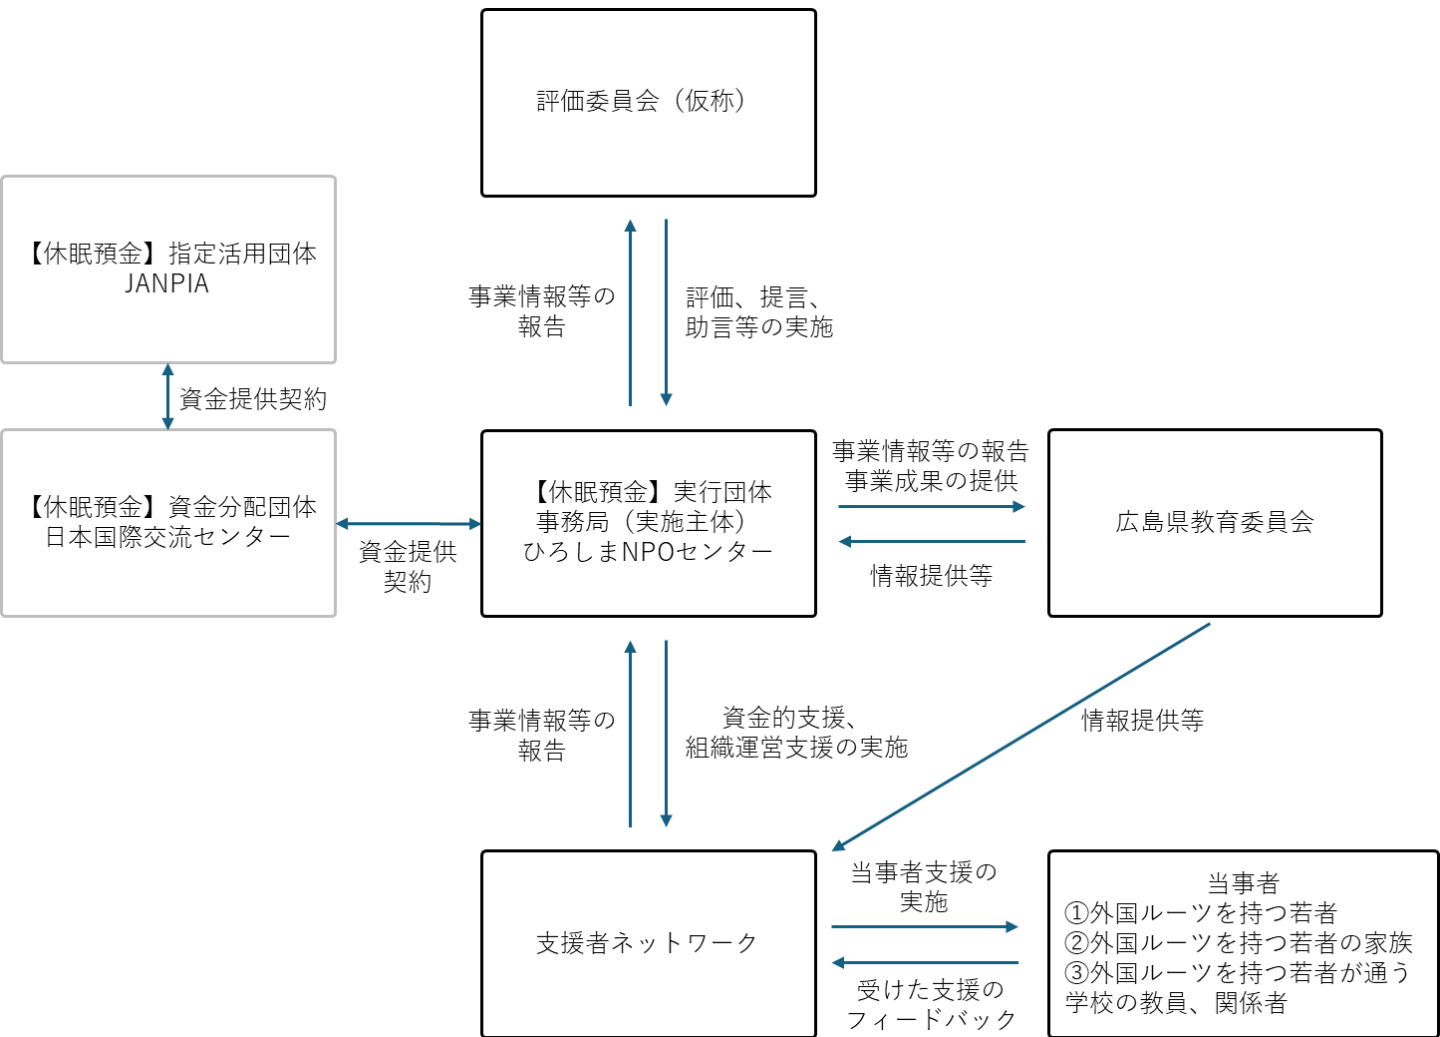 評価委員会（仮称）
【休眠預金】指定活用団体
JANPIA
事業情報等の
報告
評価、提言、
助言等の実施
資金提供契約
【休眠預金】資金分配団体
日本国際交流センター
資金提供
契約
【休眠預金】実行団体
事務局（実施主体）
ひろしまNPOセンター
事業情報等の報告
事業成果の提供
情報提供等
広島県教育委員会
事業情報等の
報告
資金的支援、
組織運営支援の実施
情報提供等
支援者ネットワーク
当事者支援の
実施
受けた支援の
フィードバック
当事者
①外国ルーツを持つ若者
②外国ルーツを持つ若者の家族
③外国ルーツを持つ若者が通う
学校の教員、関係者